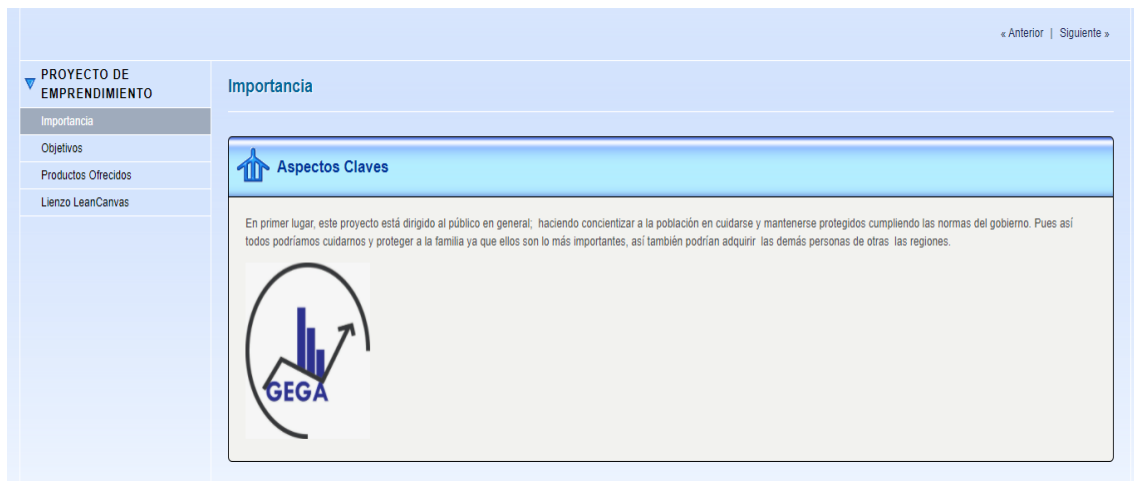 « Anterior | Siguiente »
PROYECTO DE
EMPRENDIMIENTO
Importancia
Objetivos
Productos Ofrecidos
Lienzo LeanCanvas
Importancia
Aspectos Claves
En primer lugar, este proyecto está dirigido al público en general; haciendo concientizar a la población en cuidarse y mantenerse protegidos cumpliendo las normas del gobierno. Pues así
todos podríamos cuidarnos y proteger a la familia ya que ellos son lo más importantes, así también podrían adquirir las demás personas de otras las regiones.
GEGA